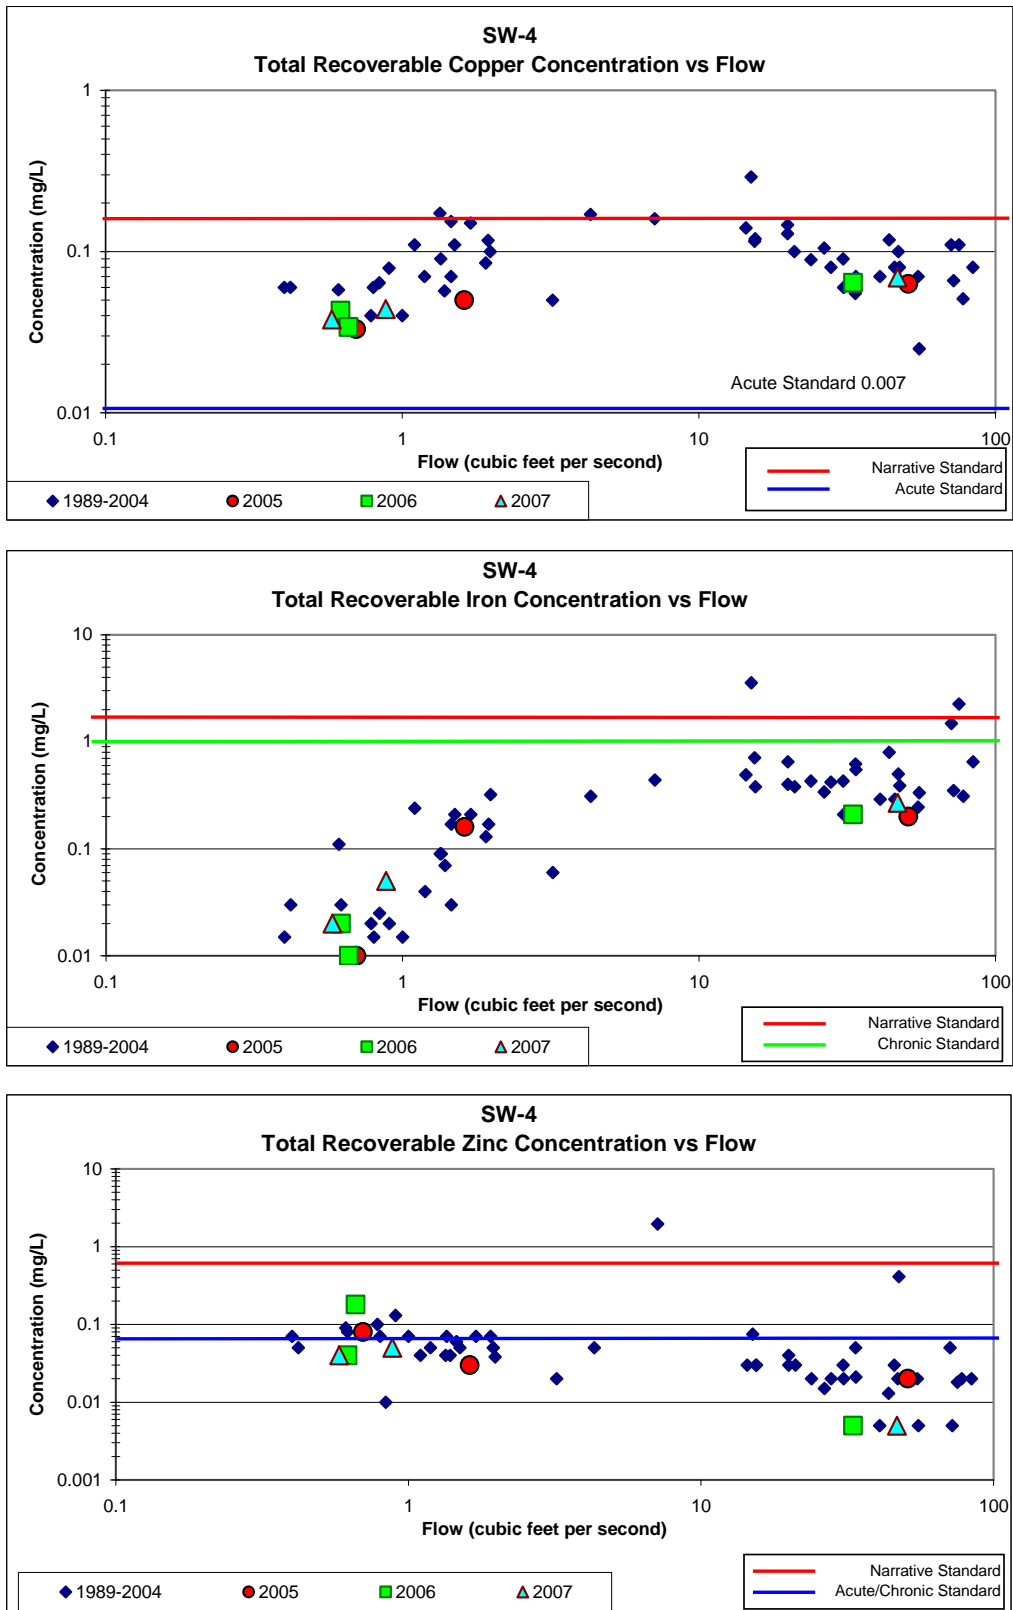 SW-4
Total Recoverable Copper Concentration vs Flow
1
0.1
0.01
Concentration (mg/L)
Acute Standard 0.007
0.1 1 10 100
Flow (cubic feet per second)
Narrative Standard
Acute Standard
1989-2004 2005 2006 2007
SW-4
Total Recoverable Iron Concentration vs Flow
10
1
0.1
0.01
Concentration (mg/L)
0.1 1 10 100
Flow (cubic feet per second)
Narrative Standard
Chronic Standard
1989-2004 2005 2006 2007
SW-4
Total Recoverable Zinc Concentration vs Flow
10
1
0.1
0.01
0.001
Concentration (mg/L)
0.1 1 10 100
Flow (cubic feet per second)
Narrative Standard
Acute/Chronic Standard
1989-2004 2005 2006 2007